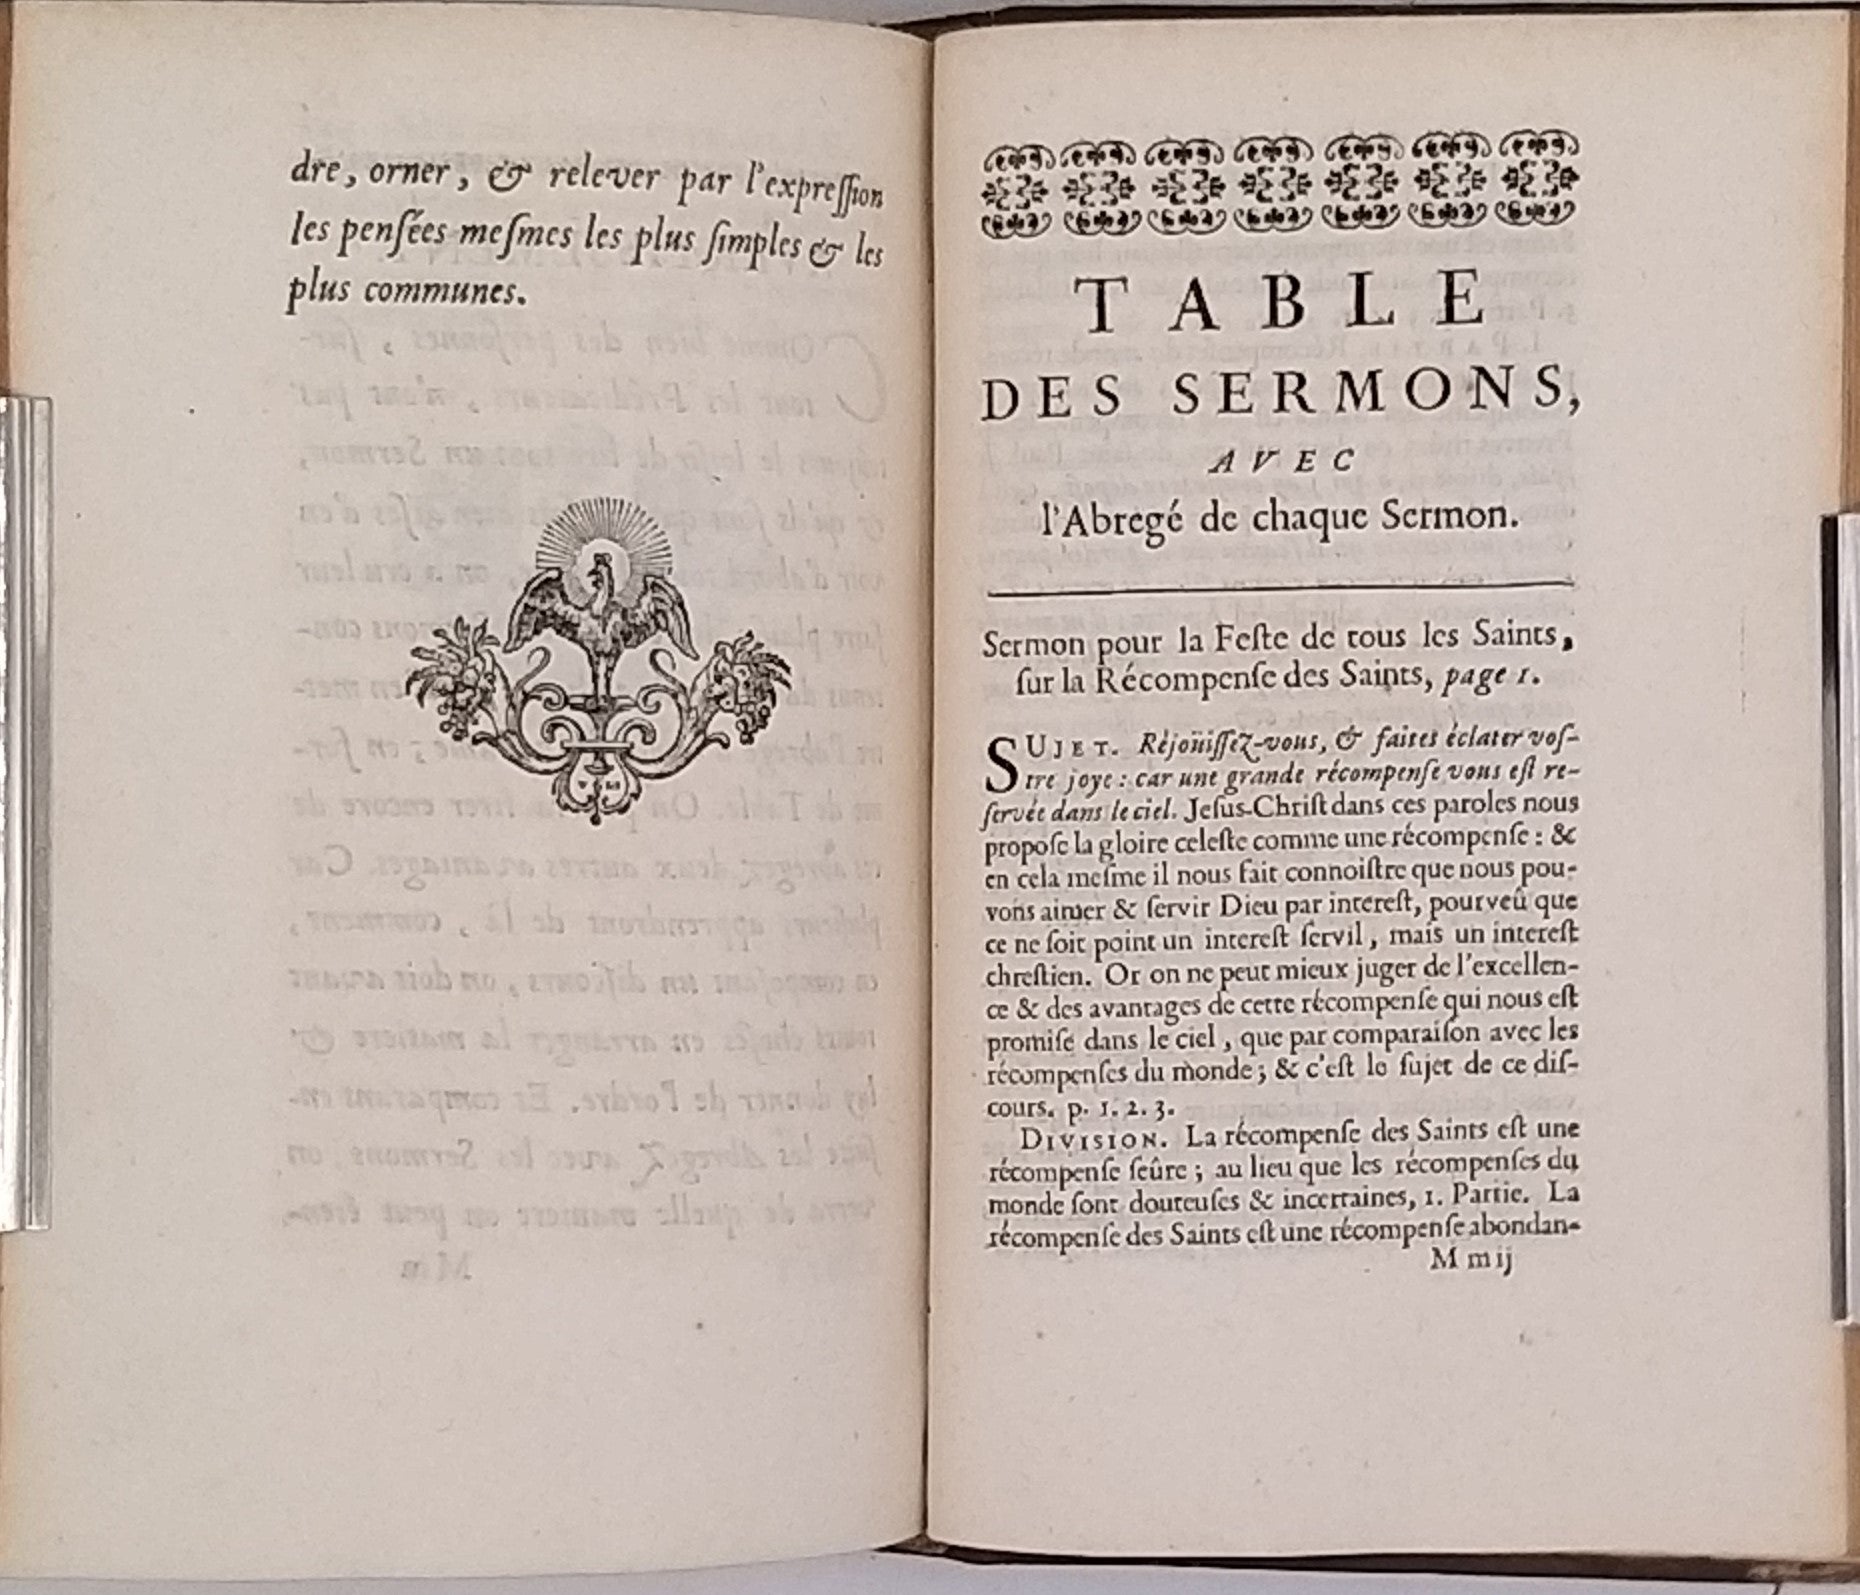 dre, orner, & relever par l'expreſſion
les penſées meſmes les plus ſimples & les
plus communes.
TABLE
DES SERMONS,
AVEC
l'Abregé de chaque Sermon.
Sermon pour la Feſte de tous les Saints,
ſur la Récompenſe des Saints, page 1.
SUJET. Réjoüiſſez-vous, & faites éclater voſ-
tre joye : car une grande récompenſe vous eſt re-
ſervée dans le ciel. Jeſus-Chriſt dans ces paroles nous
propoſe la gloire celeſte comme une récompenſe : &
en cela meſme il nous fait connoiſtre que nous pou-
vons aimer & ſervir Dieu par intereſt, pourveû que
ce ne ſoit point un intereſt ſervil, mais un intereſt
chreſtien. Or on ne peut mieux juger de l'excellen-
ce & des avantages de cette récompenſe qui nous eſt
promiſe dans le ciel, que par comparaiſon avec les
récompenſes du monde ; & c'eſt le ſujet de ce diſ-
cours. p. 1. 2. 3.
DIVISION. La récompenſe des Saints eſt une
récompenſe ſeûre ; au lieu que les récompenſes du
monde ſont douteuſes & incertaines, 1. Partie. La
récompenſe des Saints eſt une récompenſe abondan-
M m ij